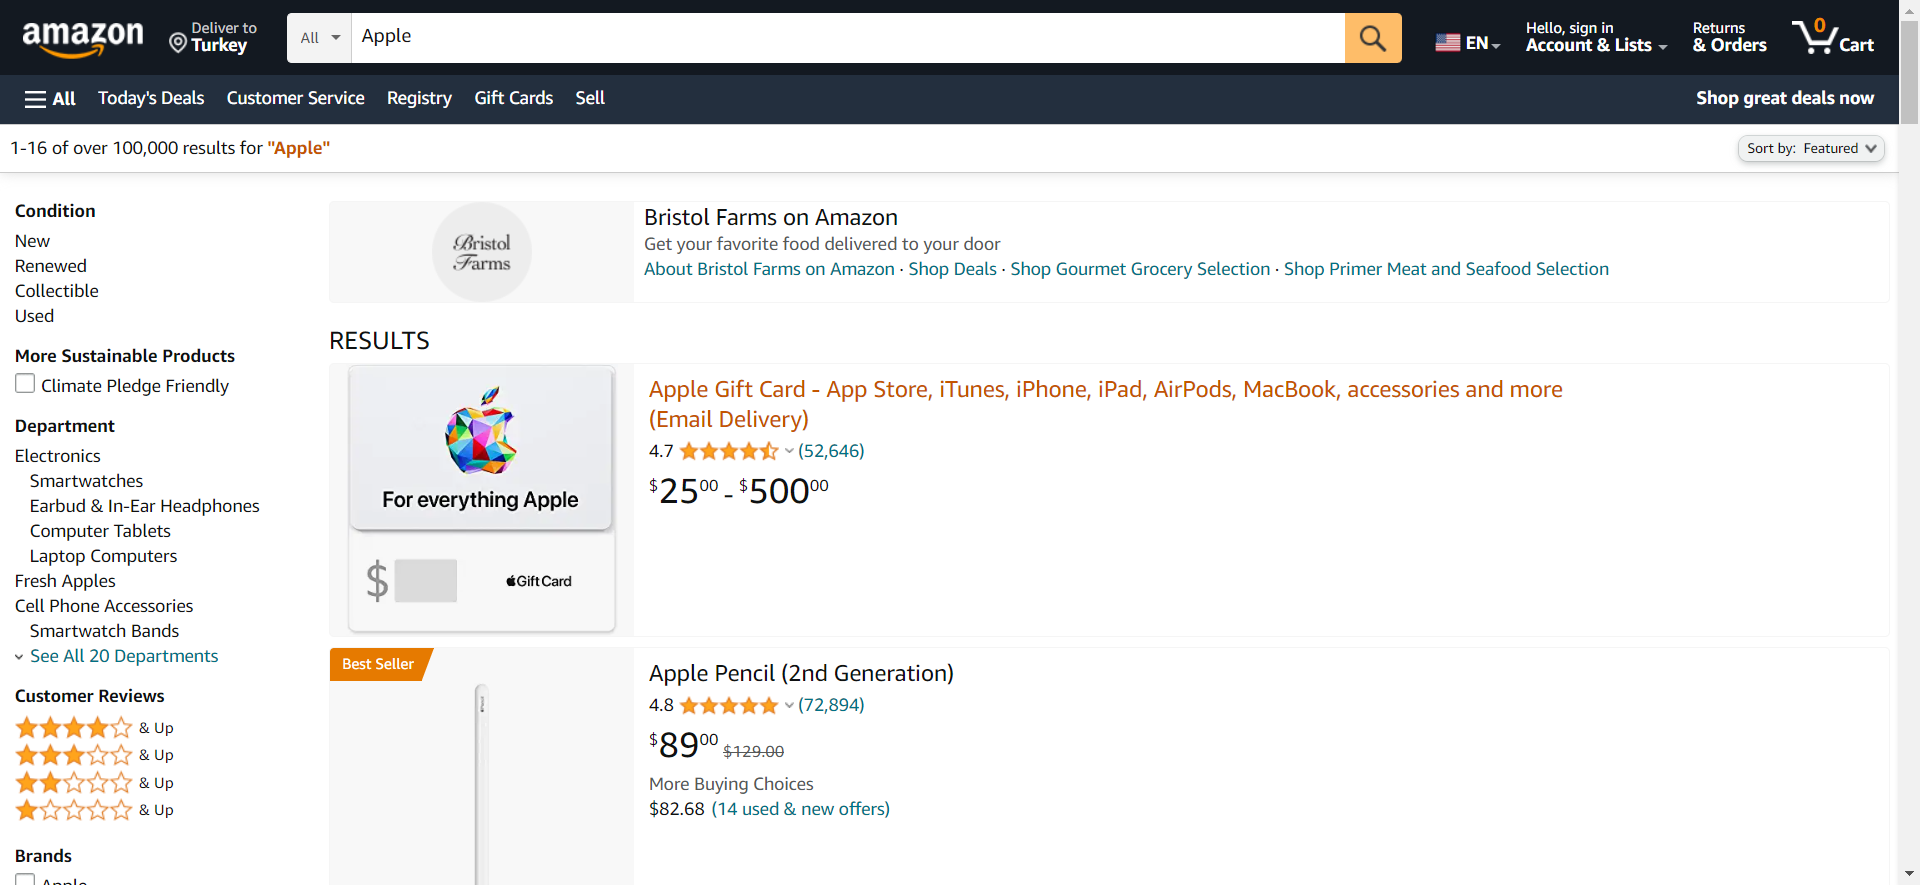 amazon
Deliver to
Turkey
All
Apple
EN
Hello, sign in
Account & Lists
Returns
& Orders
0
Cart
All
Today's Deals
Customer Service
Registry
Gift Cards
Sell
Shop great deals now
1-16 of over 100,000 results for "Apple"
Sort by: Featured
Condition
New
Renewed
Collectible
Used
More Sustainable Products
Climate Pledge Friendly
Department
Electronics
Smartwatches
Earbud & In-Ear Headphones
Computer Tablets
Laptop Computers
Fresh Apples
Cell Phone Accessories
Smartwatch Bands
See All 20 Departments
Customer Reviews
& Up
& Up
& Up
& Up
Brands
Apple
Bristol
Farms
Bristol Farms on Amazon
Get your favorite food delivered to your door
About Bristol Farms on Amazon · Shop Deals · Shop Gourmet Grocery Selection · Shop Primer Meat and Seafood Selection
RESULTS
For everything Apple
$
Gift Card
Apple Gift Card - App Store, iTunes, iPhone, iPad, AirPods, MacBook, accessories and more
(Email Delivery)
4.7 (52,646)
$2500 - $50000
Best Seller
Apple Pencil (2nd Generation)
4.8 (72,894)
$8900 $129.00
More Buying Choices
$82.68 (14 used & new offers)